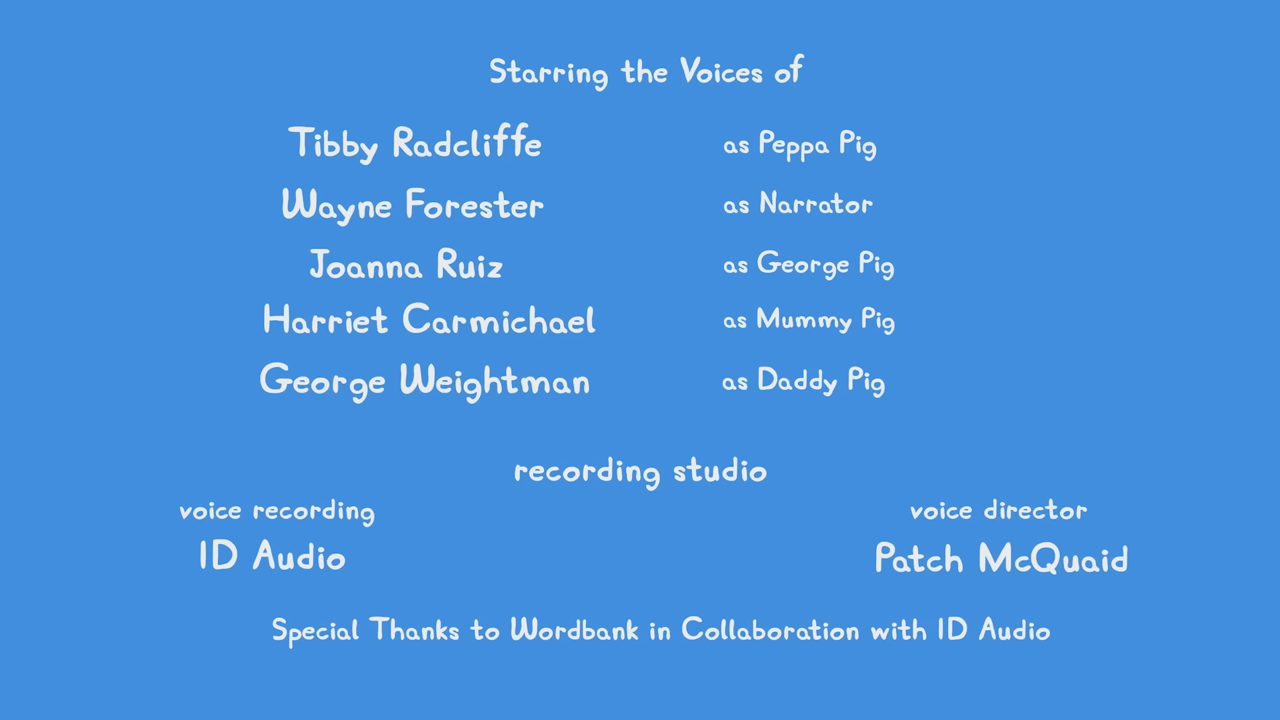 Starring the Voices of
Tibby Radcliffe as Peppa Pig
Wayne Forester as Narrator
Joanna Ruiz as George Pig
Harriet Carmichael as Mummy Pig
George Weightman as Daddy Pig
recording studio
voice recording voice director
ID Audio Patch McQuaid
Special Thanks to Wordbank in Collaboration with ID Audio